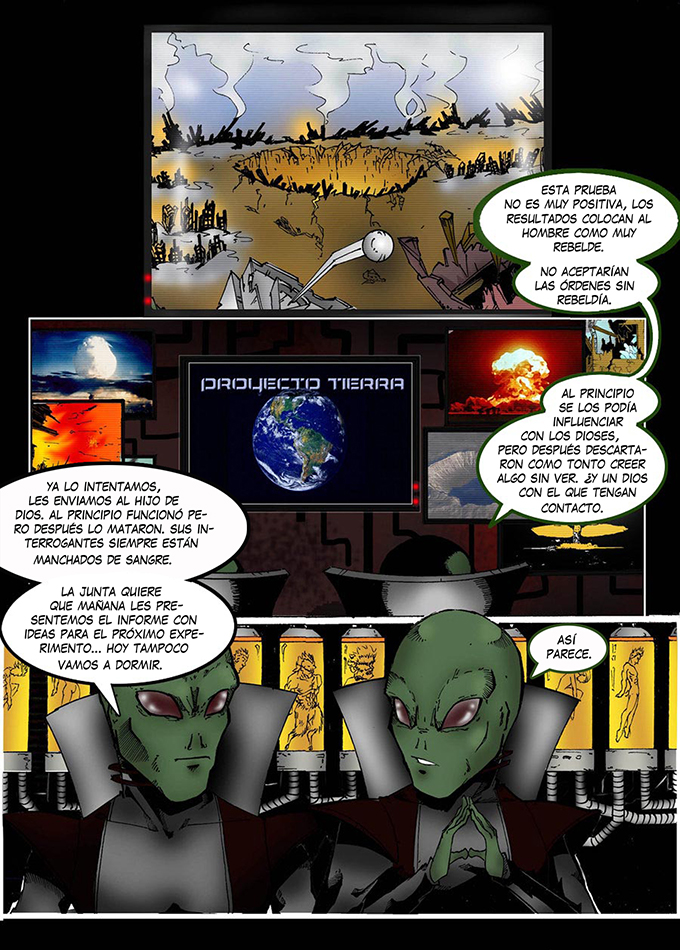 ESTA PRUEBA
NO ES MUY POSITIVA, LOS
RESULTADOS COLOCAN AL
HOMBRE COMO MUY
REBELDE.
NO ACEPTARÍAN
LAS ÓRDENES SIN
REBELDÍA.
PROYECTO TIERRA
AL PRINCIPIO
SE LOS PODÍA
INFLUENCIAR
CON LOS DIOSES,
PERO DESPUÉS DESCARTA-
RON COMO TONTO CREER
ALGO SIN VER. ¿Y UN DIOS
CON EL QUE TENGAN
CONTACTO.
YA LO INTENTAMOS,
LES ENVIAMOS AL HIJO DE
DIOS. AL PRINCIPIO FUNCIONÓ PE-
RO DESPUÉS LO MATARON. SUS IN-
TERROGANTES SIEMPRE ESTÁN
MANCHADOS DE SANGRE.
LA JUNTA QUIERE
QUE MAÑANA LES PRE-
SENTEMOS EL INFORME CON
IDEAS PARA EL PRÓXIMO EXPE-
RIMENTO... HOY TAMPOCO
VAMOS A DORMIR.
ASÍ
PARECE.